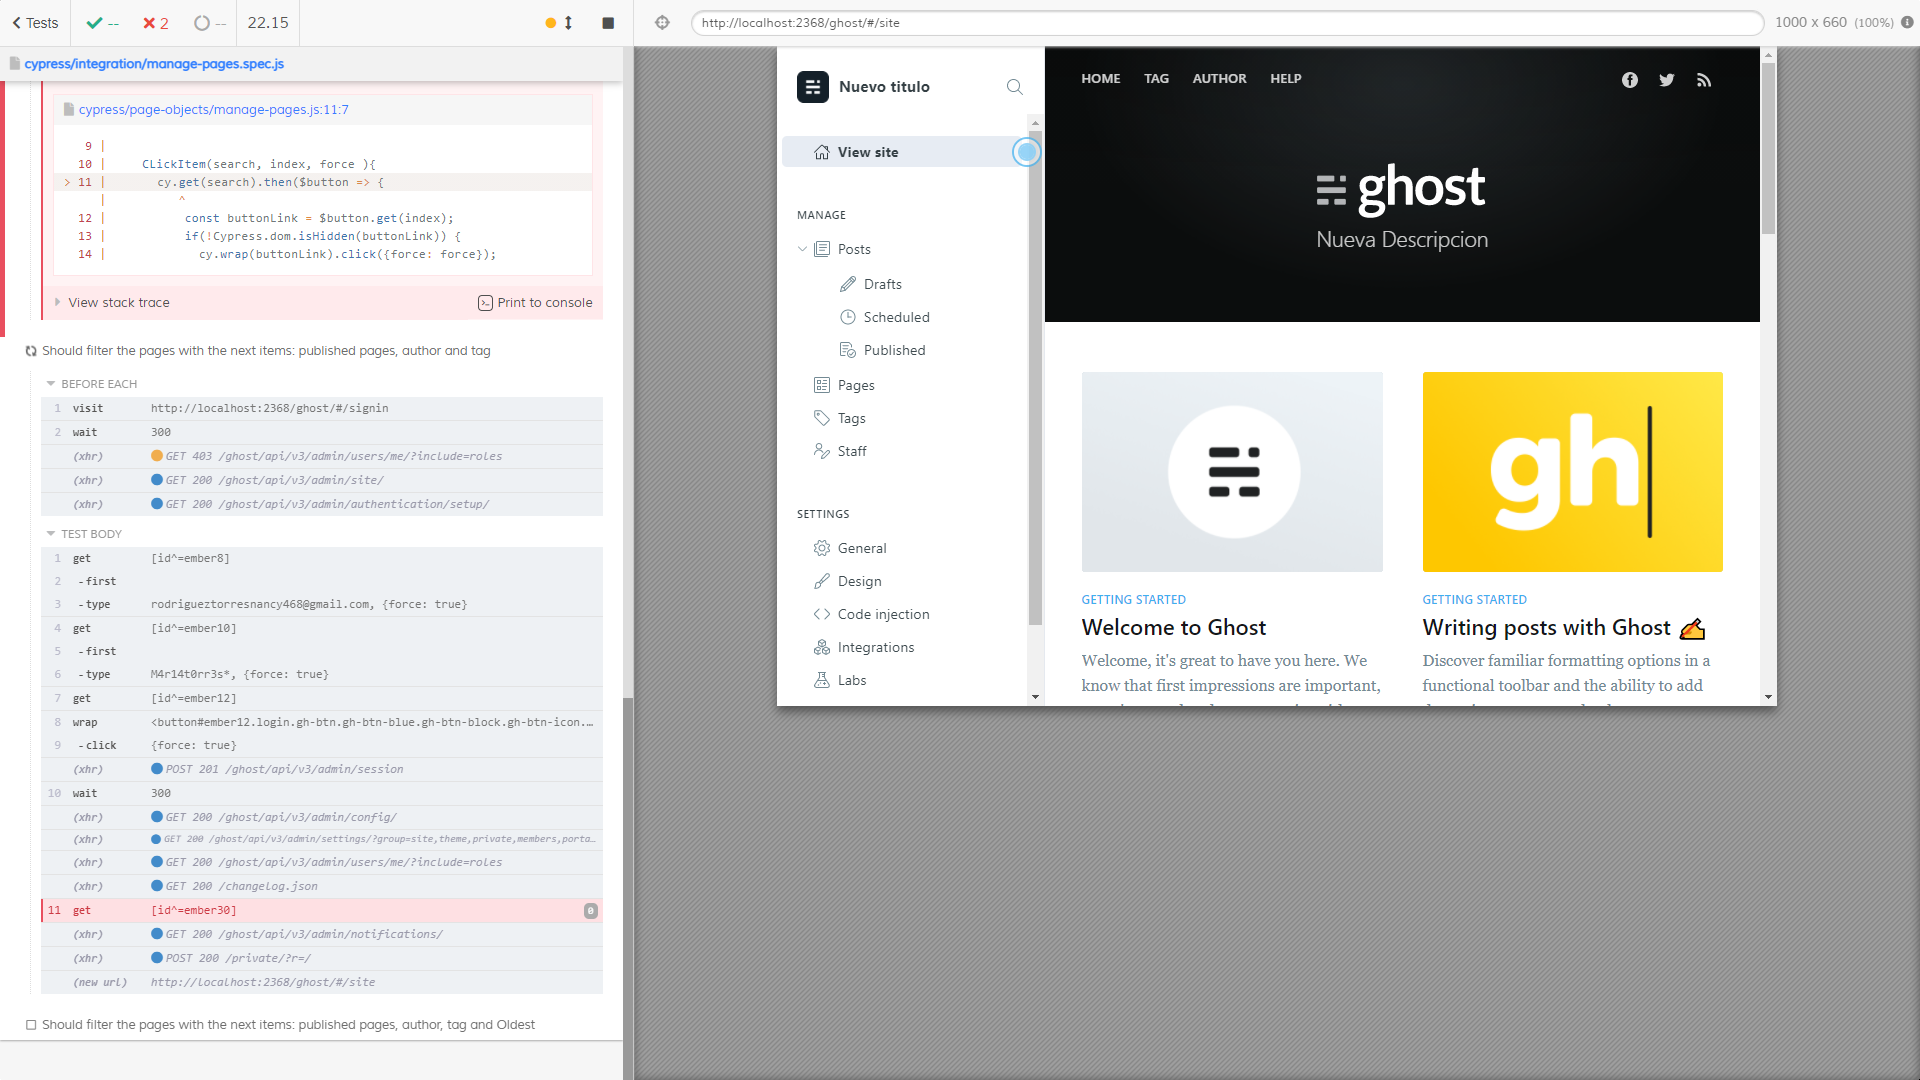 Tests
--
2
--
22.15
http://localhost:2368/ghost/#/site
1000 x 660 (100%)
cypress/integration/manage-pages.spec.js
cypress/page-objects/manage-pages.js:11:7
9 |
10 | CLickItem(search, index, force ){
> 11 | cy.get(search).then($button => {
| ^
12 | const buttonLink = $button.get(index);
13 | if(!Cypress.dom.isHidden(buttonLink)) {
14 | cy.wrap(buttonLink).click({force: force});
View stack trace
Print to console
Should filter the pages with the next items: published pages, author and tag
BEFORE EACH
1 visit http://localhost:2368/ghost/#/signin
2 wait 300
(xhr) GET 403 /ghost/api/v3/admin/users/me/?include=roles
(xhr) GET 200 /ghost/api/v3/admin/site/
(xhr) GET 200 /ghost/api/v3/admin/authentication/setup/
TEST BODY
1 get [id^=ember8]
2 -first
3 -type rodrigueztorresnancy468@gmail.com, {force: true}
4 get [id^=ember10]
5 -first
6 -type M4r14t0rr3s*, {force: true}
7 get [id^=ember12]
8 wrap <button#ember12.login.gh-btn.gh-btn-blue.gh-btn-block.gh-btn-icon....
9 -click {force: true}
(xhr) POST 201 /ghost/api/v3/admin/session
10 wait 300
(xhr) GET 200 /ghost/api/v3/admin/config/
(xhr) GET 200 /ghost/api/v3/admin/settings/?group=site,theme,private,members,porta...
(xhr) GET 200 /ghost/api/v3/admin/users/me/?include=roles
(xhr) GET 200 /changelog.json
11 get [id^=ember30] 0
(xhr) GET 200 /ghost/api/v3/admin/notifications/
(xhr) POST 200 /private/?r=/
(new url) http://localhost:2368/ghost/#/site
Should filter the pages with the next items: published pages, author, tag and Oldest
Nuevo titulo
View site
MANAGE
Posts
Drafts
Scheduled
Published
Pages
Tags
Staff
SETTINGS
General
Design
Code injection
Integrations
Labs
HOME TAG AUTHOR HELP
ghost
Nueva Descripcion
gh
GETTING STARTED
Welcome to Ghost
Welcome, it's great to have you here. We
know that first impressions are important,
GETTING STARTED
Writing posts with Ghost ✍️
Discover familiar formatting options in a
functional toolbar and the ability to add